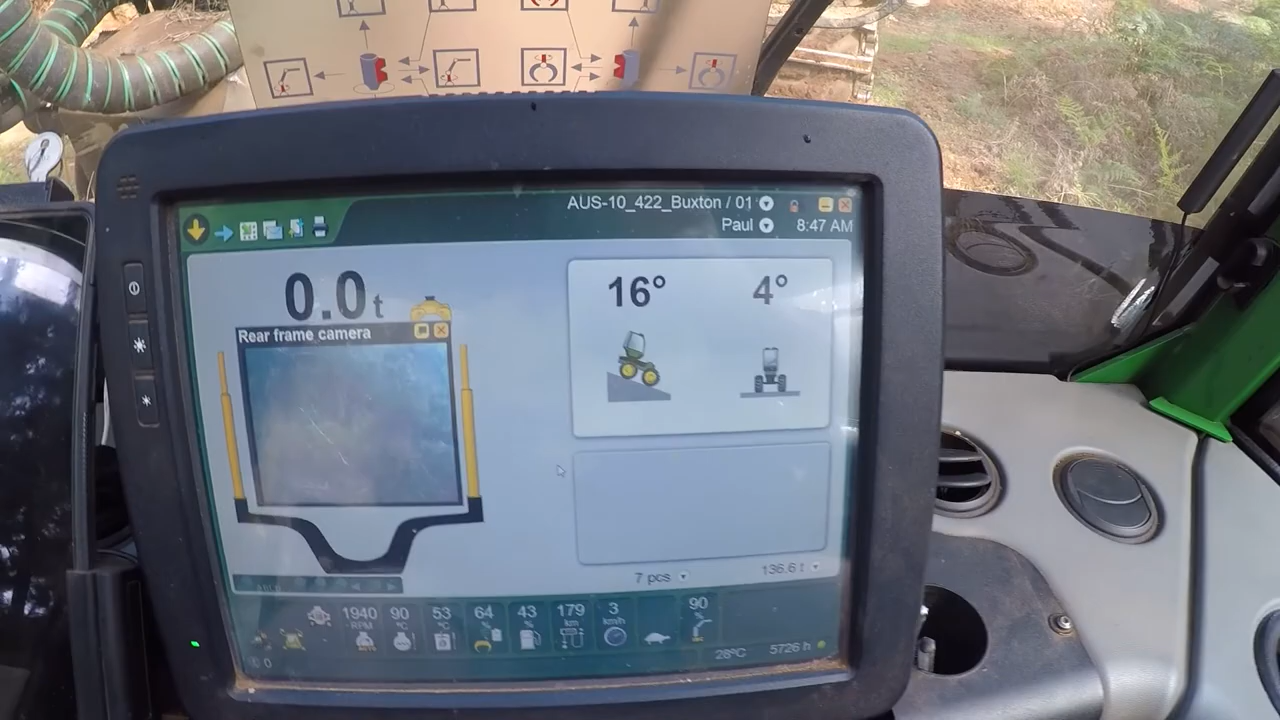 AUS-10_422_Buxton / 01
Paul
8:47 AM
0.0 t
16° 4°
Rear frame camera
7 pcs
136.6 t
1940 90 53 64 43 179 3 90
RPM °C °C % % km km/h %
28°C 5726 h